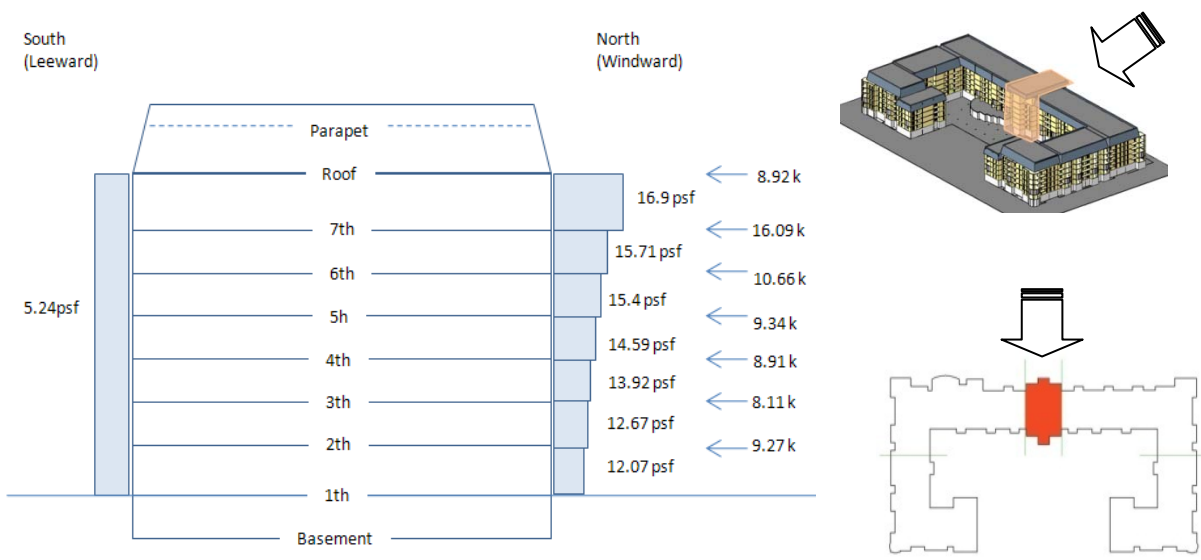 South
(Leeward)
North
(Windward)
Parapet
Roof
8.92 k
16.9 psf
7th
16.09 k
15.71 psf
6th
10.66 k
5.24psf
15.4 psf
5h
9.34 k
14.59 psf
4th
8.91 k
13.92 psf
3th
8.11 k
12.67 psf
2th
9.27 k
12.07 psf
1th
Basement